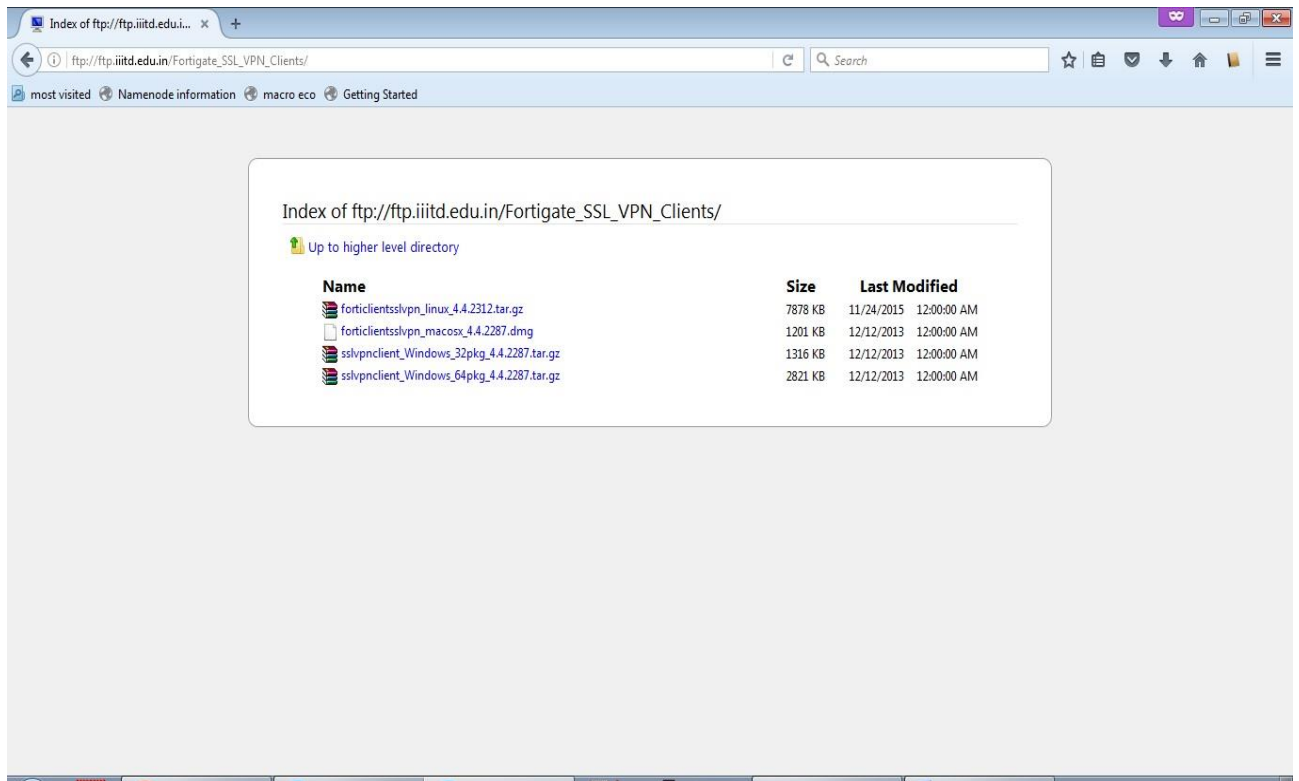 Index of ftp://ftp.iiitd.edu.i...
ftp://ftp.iiitd.edu.in/Fortigate_SSL_VPN_Clients/
Search
most visited Namenode information macro eco Getting Started
Index of ftp://ftp.iiitd.edu.in/Fortigate_SSL_VPN_Clients/
Up to higher level directory
Name Size Last Modified
forticlientsslvpn_linux_4.4.2312.tar.gz 7878 KB 11/24/2015 12:00:00 AM
forticlientsslvpn_macosx_4.4.2287.dmg 1201 KB 12/12/2013 12:00:00 AM
sslvpnclient_Windows_32pkg_4.4.2287.tar.gz 1316 KB 12/12/2013 12:00:00 AM
sslvpnclient_Windows_64pkg_4.4.2287.tar.gz 2821 KB 12/12/2013 12:00:00 AM